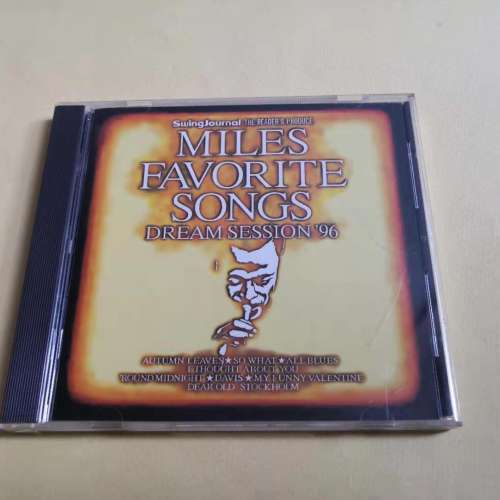 SwingJournal THE READER'S PRODUCE
MILES
FAVORITE
SONGS
DREAM SESSION '96
AUTUMN LEAVES★SO WHAT★ALL BLUES
I THOUGHT ABOUT YOU
'ROUND MIDNIGHT★DAVIS★MY FUNNY VALENTINE
DEAR OLD STOCKHOLM